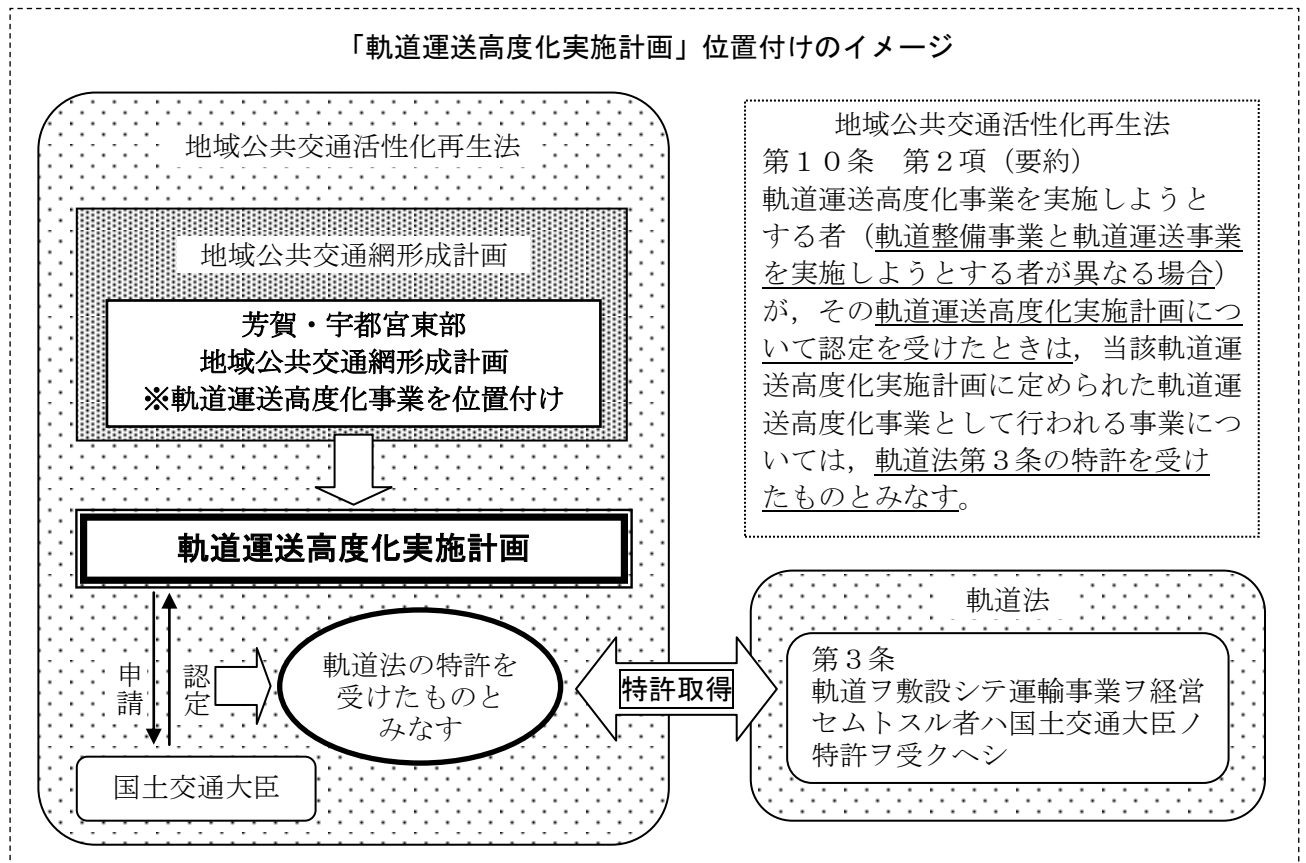 「軌道運送高度化実施計画」位置付けのイメージ
地域公共交通活性化再生法
地域公共交通網形成計画
芳賀・宇都宮東部
地域公共交通網形成計画
※軌道運送高度化事業を位置付け
軌道運送高度化実施計画
申請
認定
軌道法の特許を
受けたものと
みなす
国土交通大臣
特許取得
地域公共交通活性化再生法
第10条 第2項(要約)
軌道運送高度化事業を実施しようと
する者(軌道整備事業と軌道運送事業
を実施しようとする者が異なる場合)
が,その軌道運送高度化実施計画につ
いて認定を受けたときは,当該軌道運
送高度化実施計画に定められた軌道運
送高度化事業として行われる事業につ
いては,軌道法第3条の特許を受け
たものとみなす。
軌道法
第3条
軌道ヲ敷設シテ運輸事業ヲ経営
セムトスル者ハ国土交通大臣ノ
特許ヲ受クヘシ